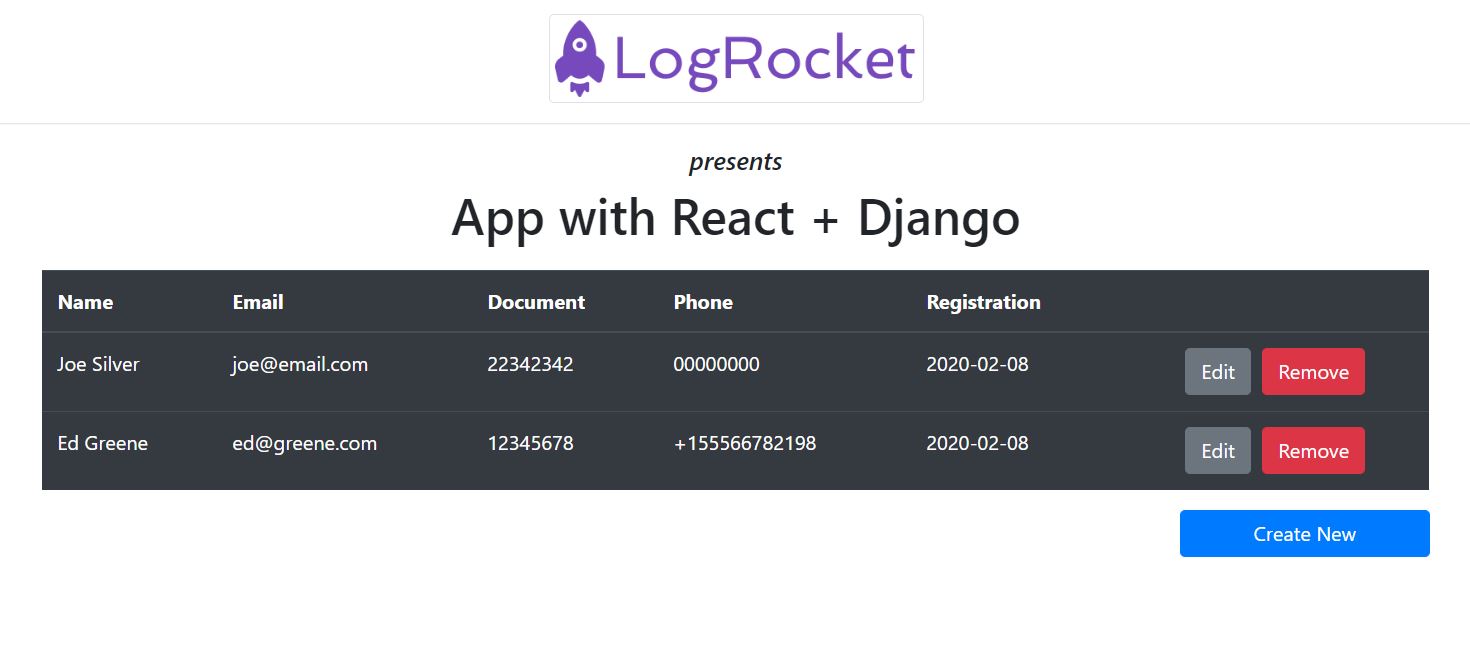 LogRocket
presents
App with React + Django
Name Email Document Phone Registration
Joe Silver joe@email.com 22342342 00000000 2020-02-08 Edit Remove
Ed Greene ed@greene.com 12345678 +155566782198 2020-02-08 Edit Remove
Create New